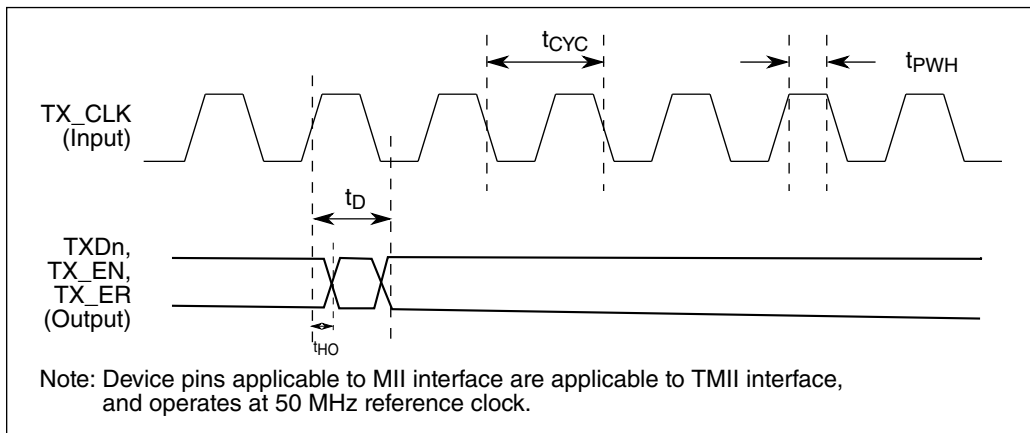 tCYC
tPWH
TX_CLK
(Input)
tD
TXDn,
TX_EN,
TX_ER
(Output)
tHO
Note: Device pins applicable to MII interface are applicable to TMII interface,
and operates at 50 MHz reference clock.